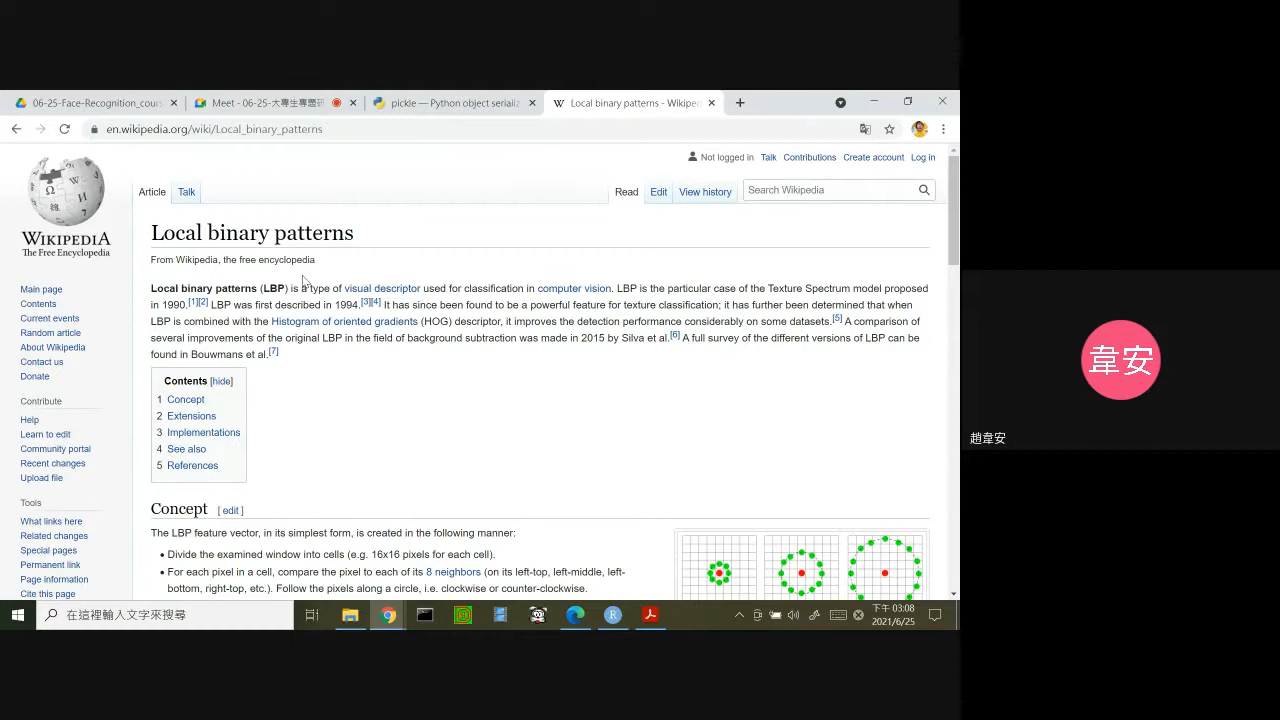 06-25-Face-Recognition_cours
Meet - 06-25-大專生專題研
pickle — Python object serializ
Local binary patterns - Wikiped
en.wikipedia.org/wiki/Local_binary_patterns
Not logged in Talk Contributions Create account Log in
Article Talk Read Edit View history Search Wikipedia
WIKIPEDIA
The Free Encyclopedia
Main page
Contents
Current events
Random article
About Wikipedia
Contact us
Donate
Contribute
Help
Learn to edit
Community portal
Recent changes
Upload file
Tools
What links here
Related changes
Special pages
Permanent link
Page information
Cite this page
Local binary patterns
From Wikipedia, the free encyclopedia
Local binary patterns (LBP) is a type of visual descriptor used for classification in computer vision. LBP is the particular case of the Texture Spectrum model proposed
in 1990.[1][2] LBP was first described in 1994.[3][4] It has since been found to be a powerful feature for texture classification; it has further been determined that when
LBP is combined with the Histogram of oriented gradients (HOG) descriptor, it improves the detection performance considerably on some datasets.[5] A comparison of
several improvements of the original LBP in the field of background subtraction was made in 2015 by Silva et al.[6] A full survey of the different versions of LBP can be
found in Bouwmans et al.[7]
Contents [hide]
1 Concept
2 Extensions
3 Implementations
4 See also
5 References
Concept [ edit ]
The LBP feature vector, in its simplest form, is created in the following manner:
• Divide the examined window into cells (e.g. 16x16 pixels for each cell).
• For each pixel in a cell, compare the pixel to each of its 8 neighbors (on its left-top, left-middle, left-
bottom, right-top, etc.). Follow the pixels along a circle, i.e. clockwise or counter-clockwise.
在這裡輸入文字來搜尋
下午 03:08
2021/6/25
韋安
趙韋安